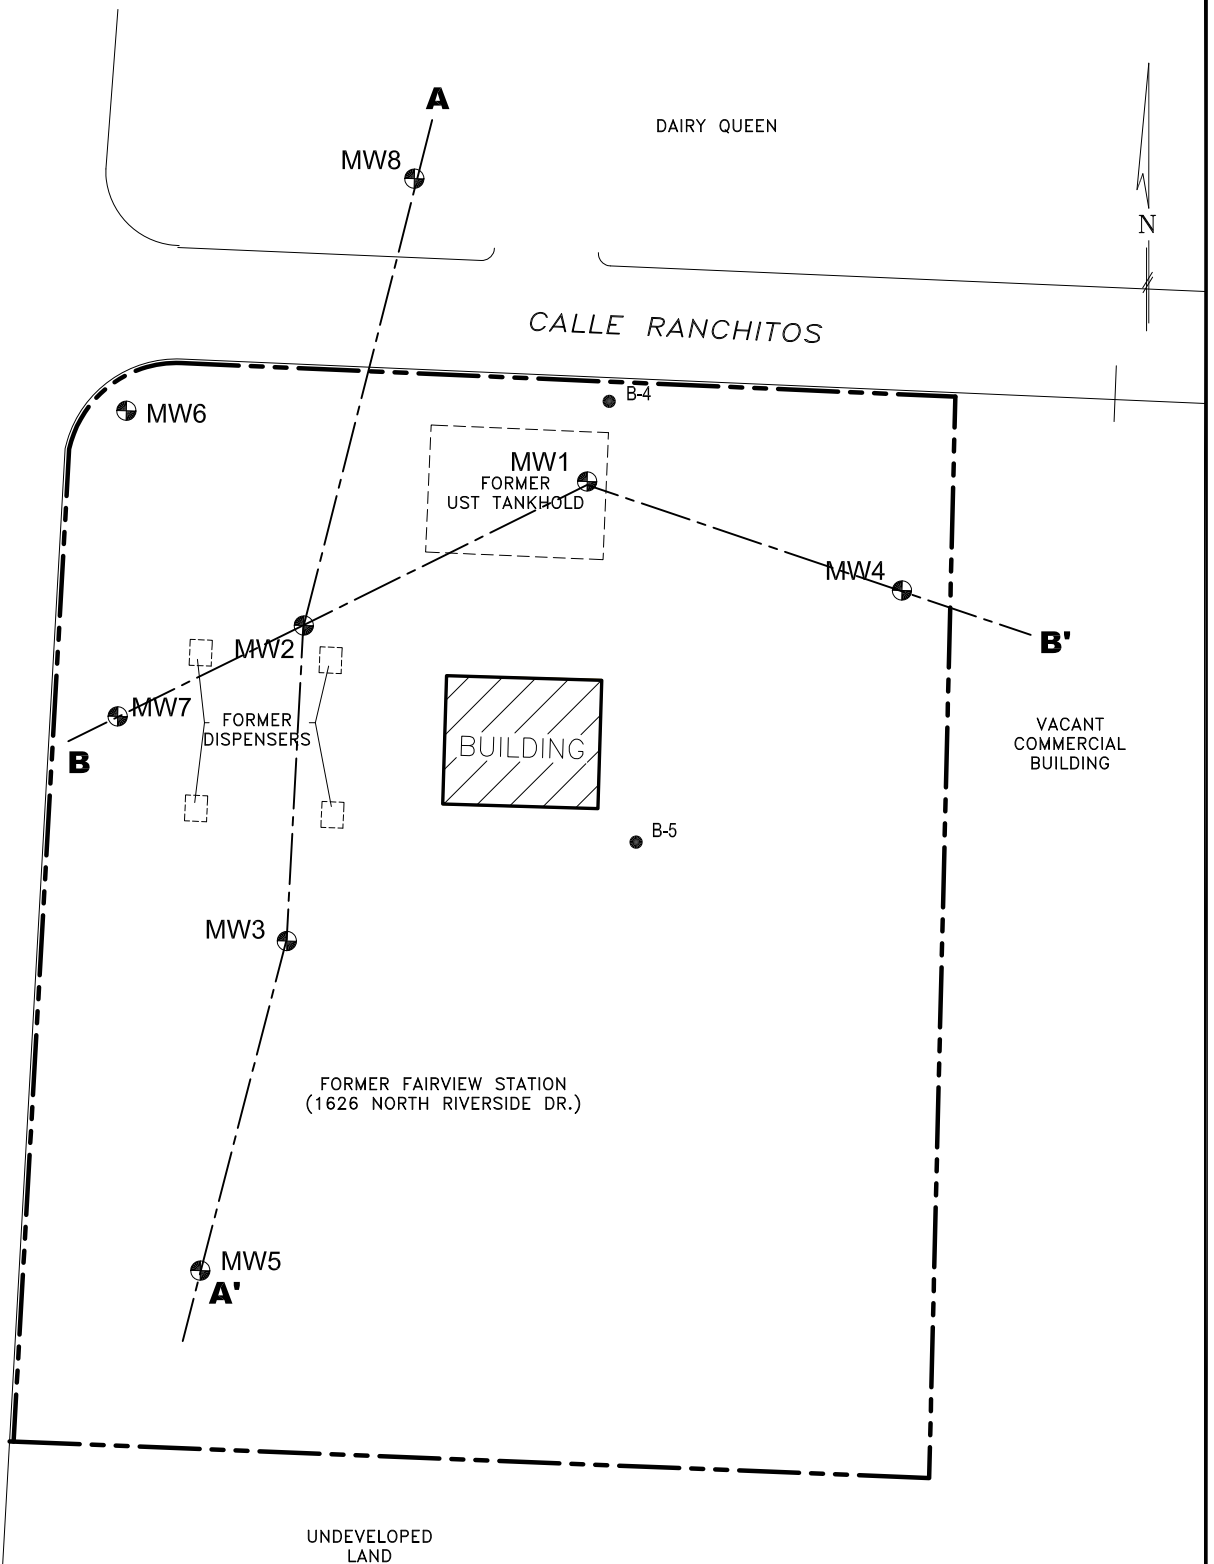 A
DAIRY QUEEN
MW8
N
CALLE RANCHITOS
B-4
MW6
MW1
FORMER
UST TANKHOLD
MW4
B'
MW2
MW7
FORMER
DISPENSERS
B
BUILDING
VACANT
COMMERCIAL
BUILDING
B-5
MW3
FORMER FAIRVIEW STATION
(1626 NORTH RIVERSIDE DR.)
MW5
A'
UNDEVELOPED
LAND